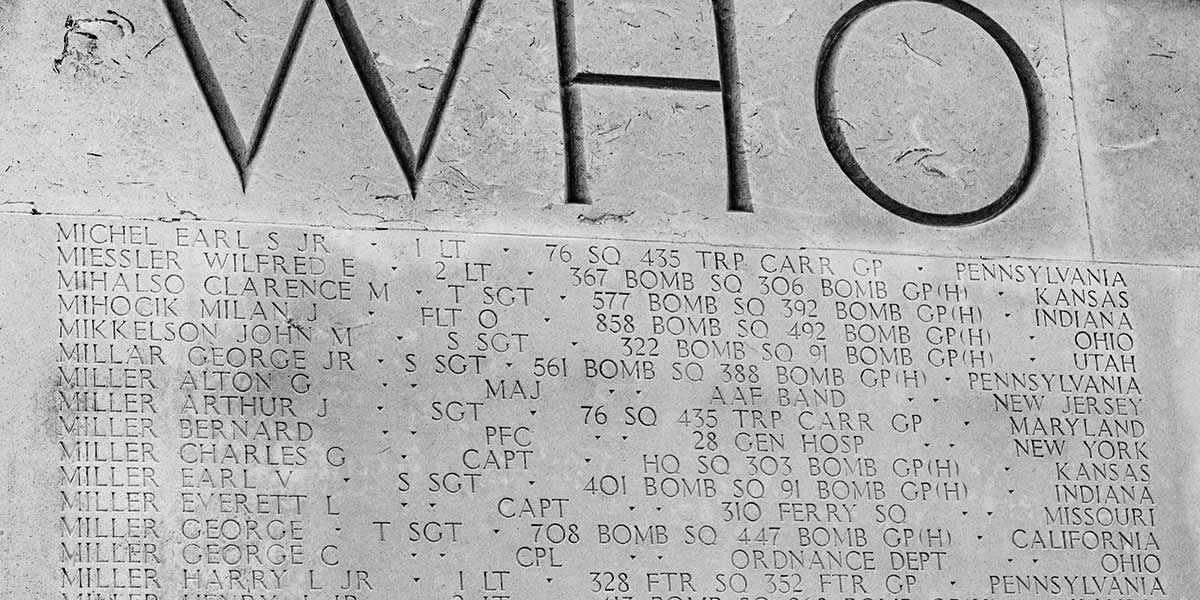 WHO
MICHEL EARL S JR · 1 LT · 76 SQ 435 TRP CARR GP · PENNSYLVANIA
MIESSLER WILFRED E · 2 LT · 367 BOMB SQ 306 BOMB GP(H) · KANSAS
MIHALSO CLARENCE M · T SGT · 577 BOMB SQ 392 BOMB GP(H) · INDIANA
MIHOCIK MILAN J · FLT O · 858 BOMB SQ 492 BOMB GP(H) · OHIO
MIKKELSON JOHN M · S SGT · 322 BOMB SQ 91 BOMB GP(H) · UTAH
MILLAR GEORGE JR · S SGT · 561 BOMB SQ 388 BOMB GP(H) · PENNSYLVANIA
MILLER ALTON G · MAJ · · AAF BAND · · NEW JERSEY
MILLER ARTHUR J · SGT · 76 SQ 435 TRP CARR GP · MARYLAND
MILLER BERNARD · · PFC · · 28 GEN HOSP · · NEW YORK
MILLER CHARLES G · CAPT · HQ SQ 303 BOMB GP(H) · KANSAS
MILLER EARL V · S SGT · 401 BOMB SQ 91 BOMB GP(H) · INDIANA
MILLER EVERETT L · · CAPT · · 310 FERRY SQ · · MISSOURI
MILLER GEORGE · T SGT · 708 BOMB SQ 447 BOMB GP(H) · CALIFORNIA
MILLER GEORGE C · · CPL · · ORDNANCE DEPT · · OHIO
MILLER HARRY L JR · 1 LT · 328 FTR SQ 352 FTR GP · PENNSYLVANIA
MILLER HENRY J JR · 2 LT